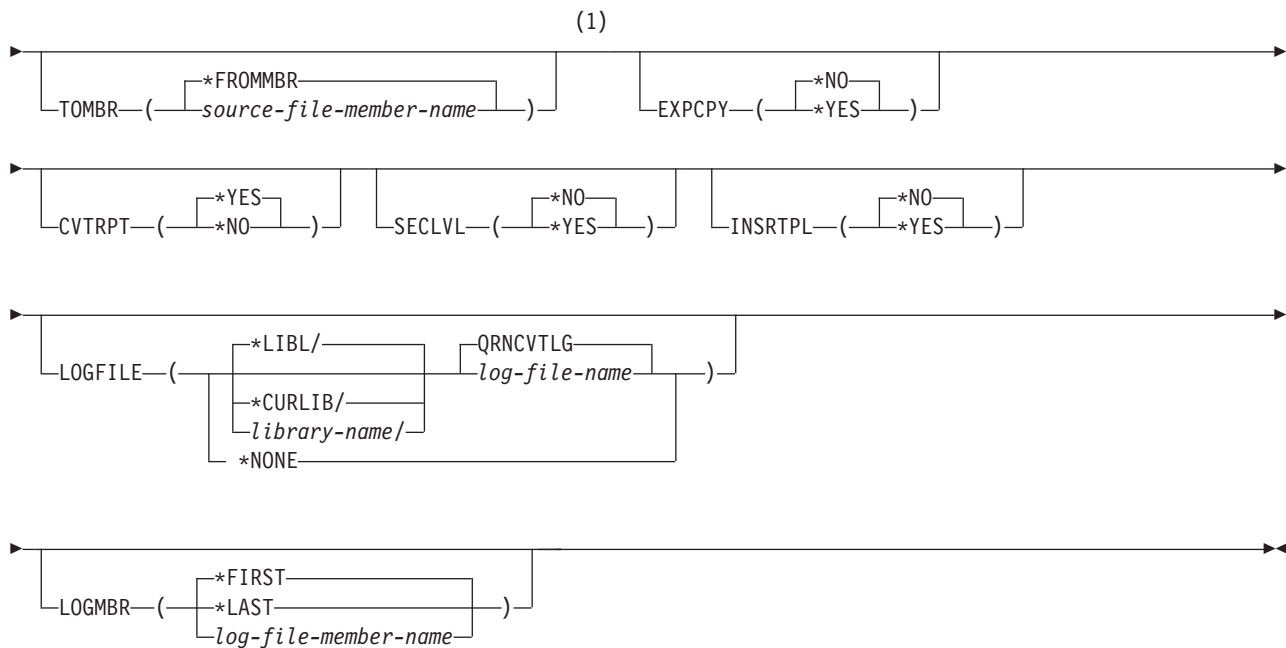 (1)
*FROMMBR *NO
TOMBR ( source-file-member-name ) EXPCPY ( *YES )
*YES *NO *NO
CVTRPT ( *NO ) SECLVL ( *YES ) INSRTPL ( *YES )
*LIBL/ QRNCVTLG
LOGFILE ( log-file-name )
*CURLIB/
library-name/
*NONE
*FIRST
LOGMBR ( *LAST )
log-file-member-name